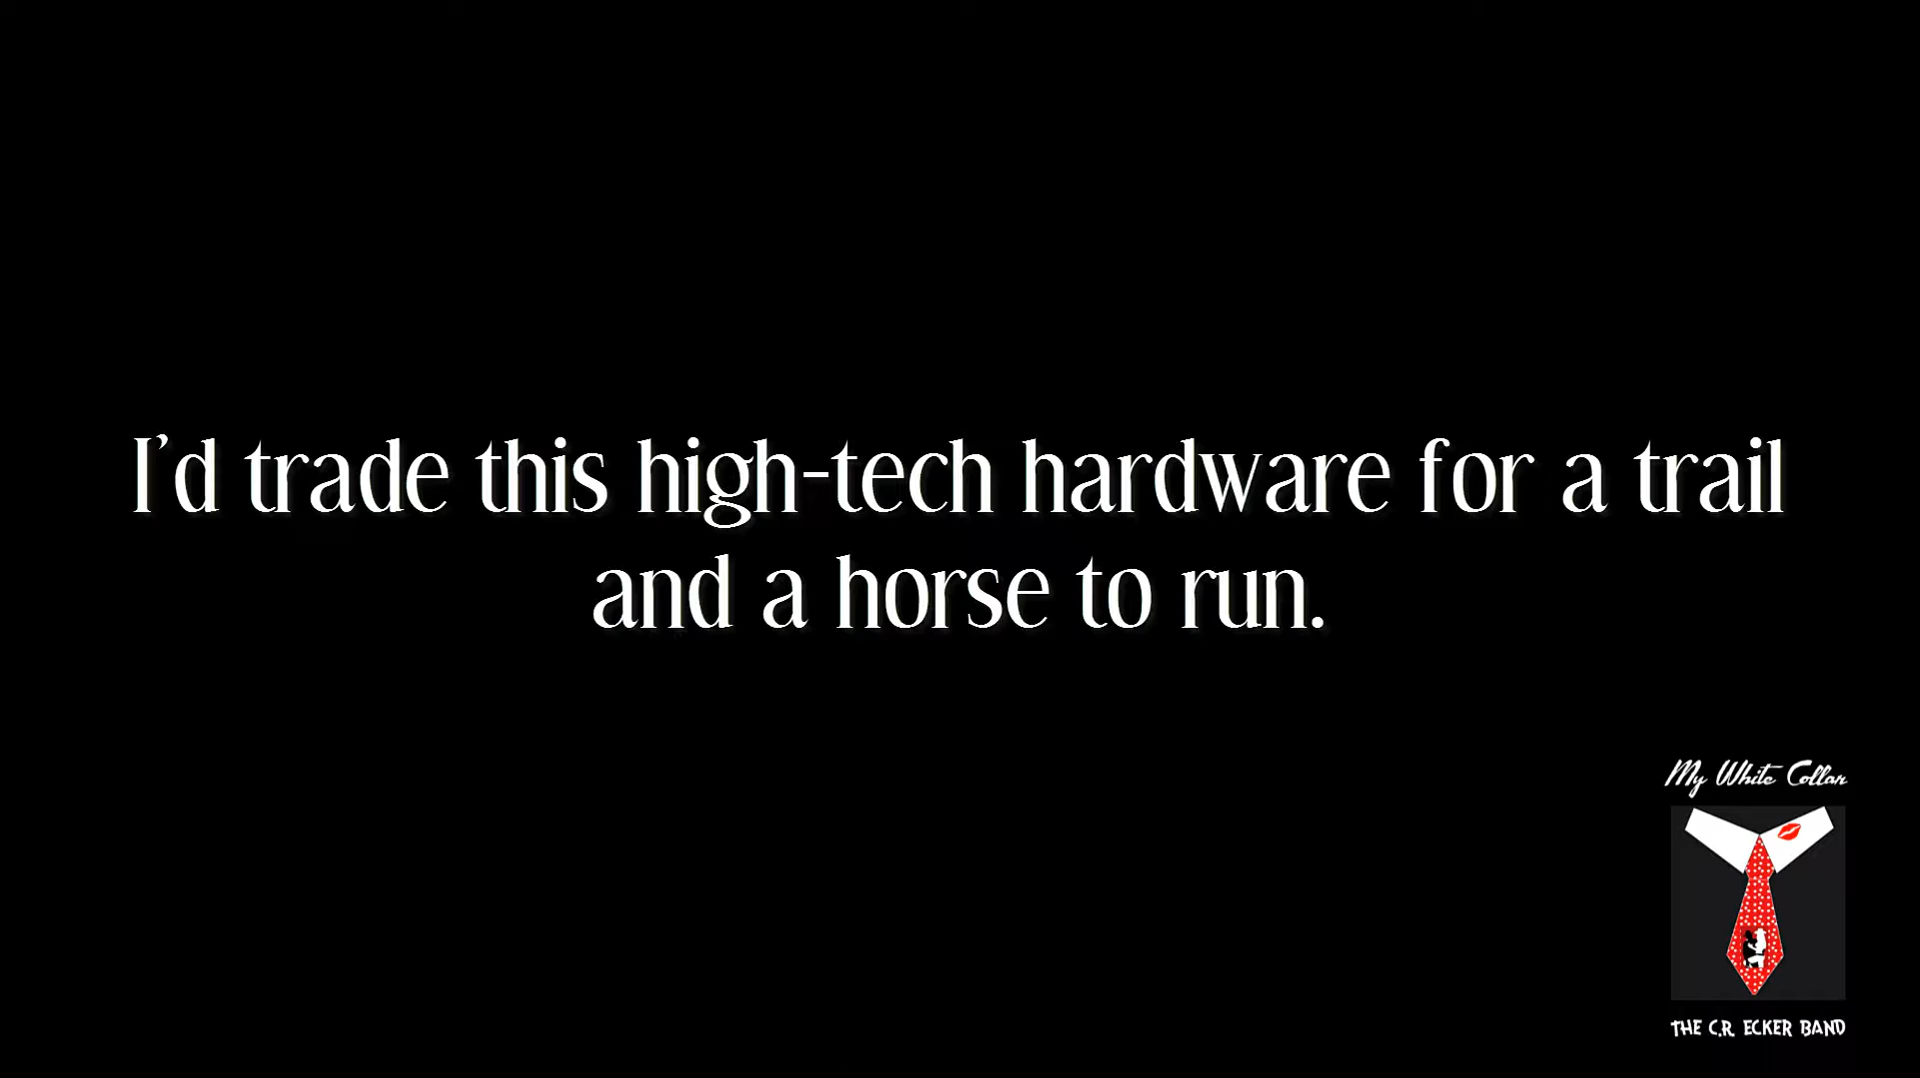 I'd trade this high-tech hardware for a trail
and a horse to run.
My White Collar
THE C.R. ECKER BAND